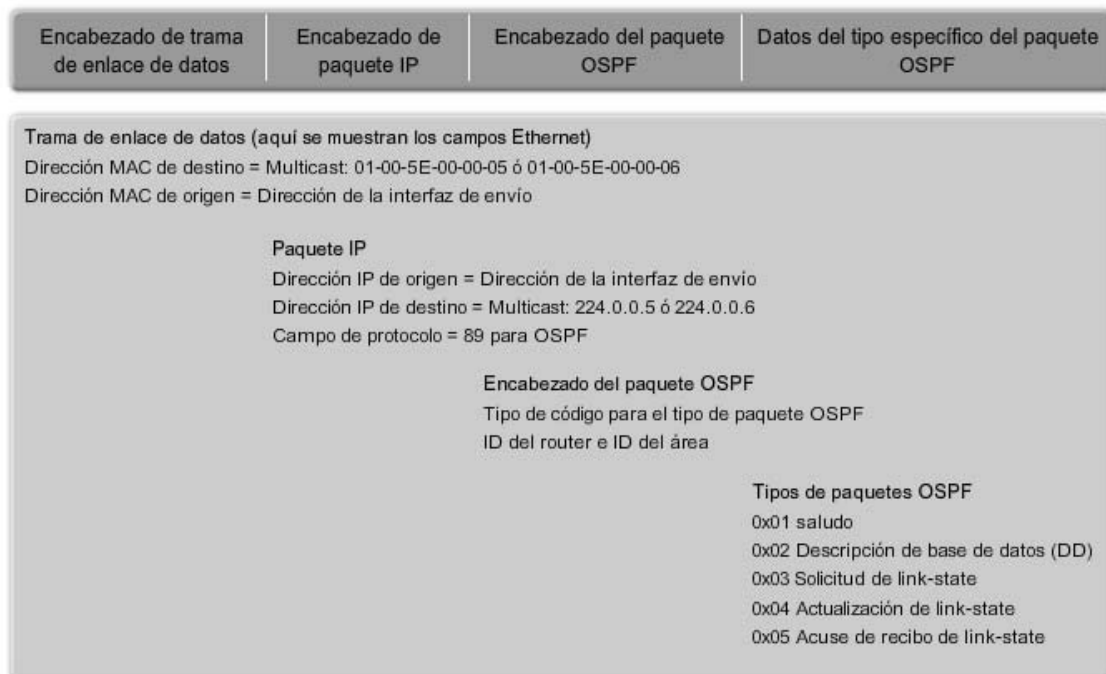 Encabezado de trama
de enlace de datos
Encabezado de
paquete IP
Encabezado del paquete
OSPF
Datos del tipo específico del paquete
OSPF
Trama de enlace de datos (aquí se muestran los campos Ethernet)
Dirección MAC de destino = Multicast: 01-00-5E-00-00-05 ó 01-00-5E-00-00-06
Dirección MAC de origen = Dirección de la interfaz de envío
Paquete IP
Dirección IP de origen = Dirección de la interfaz de envío
Dirección IP de destino = Multicast: 224.0.0.5 ó 224.0.0.6
Campo de protocolo = 89 para OSPF
Encabezado del paquete OSPF
Tipo de código para el tipo de paquete OSPF
ID del router e ID del área
Tipos de paquetes OSPF
0x01 saludo
0x02 Descripción de base de datos (DD)
0x03 Solicitud de link-state
0x04 Actualización de link-state
0x05 Acuse de recibo de link-state